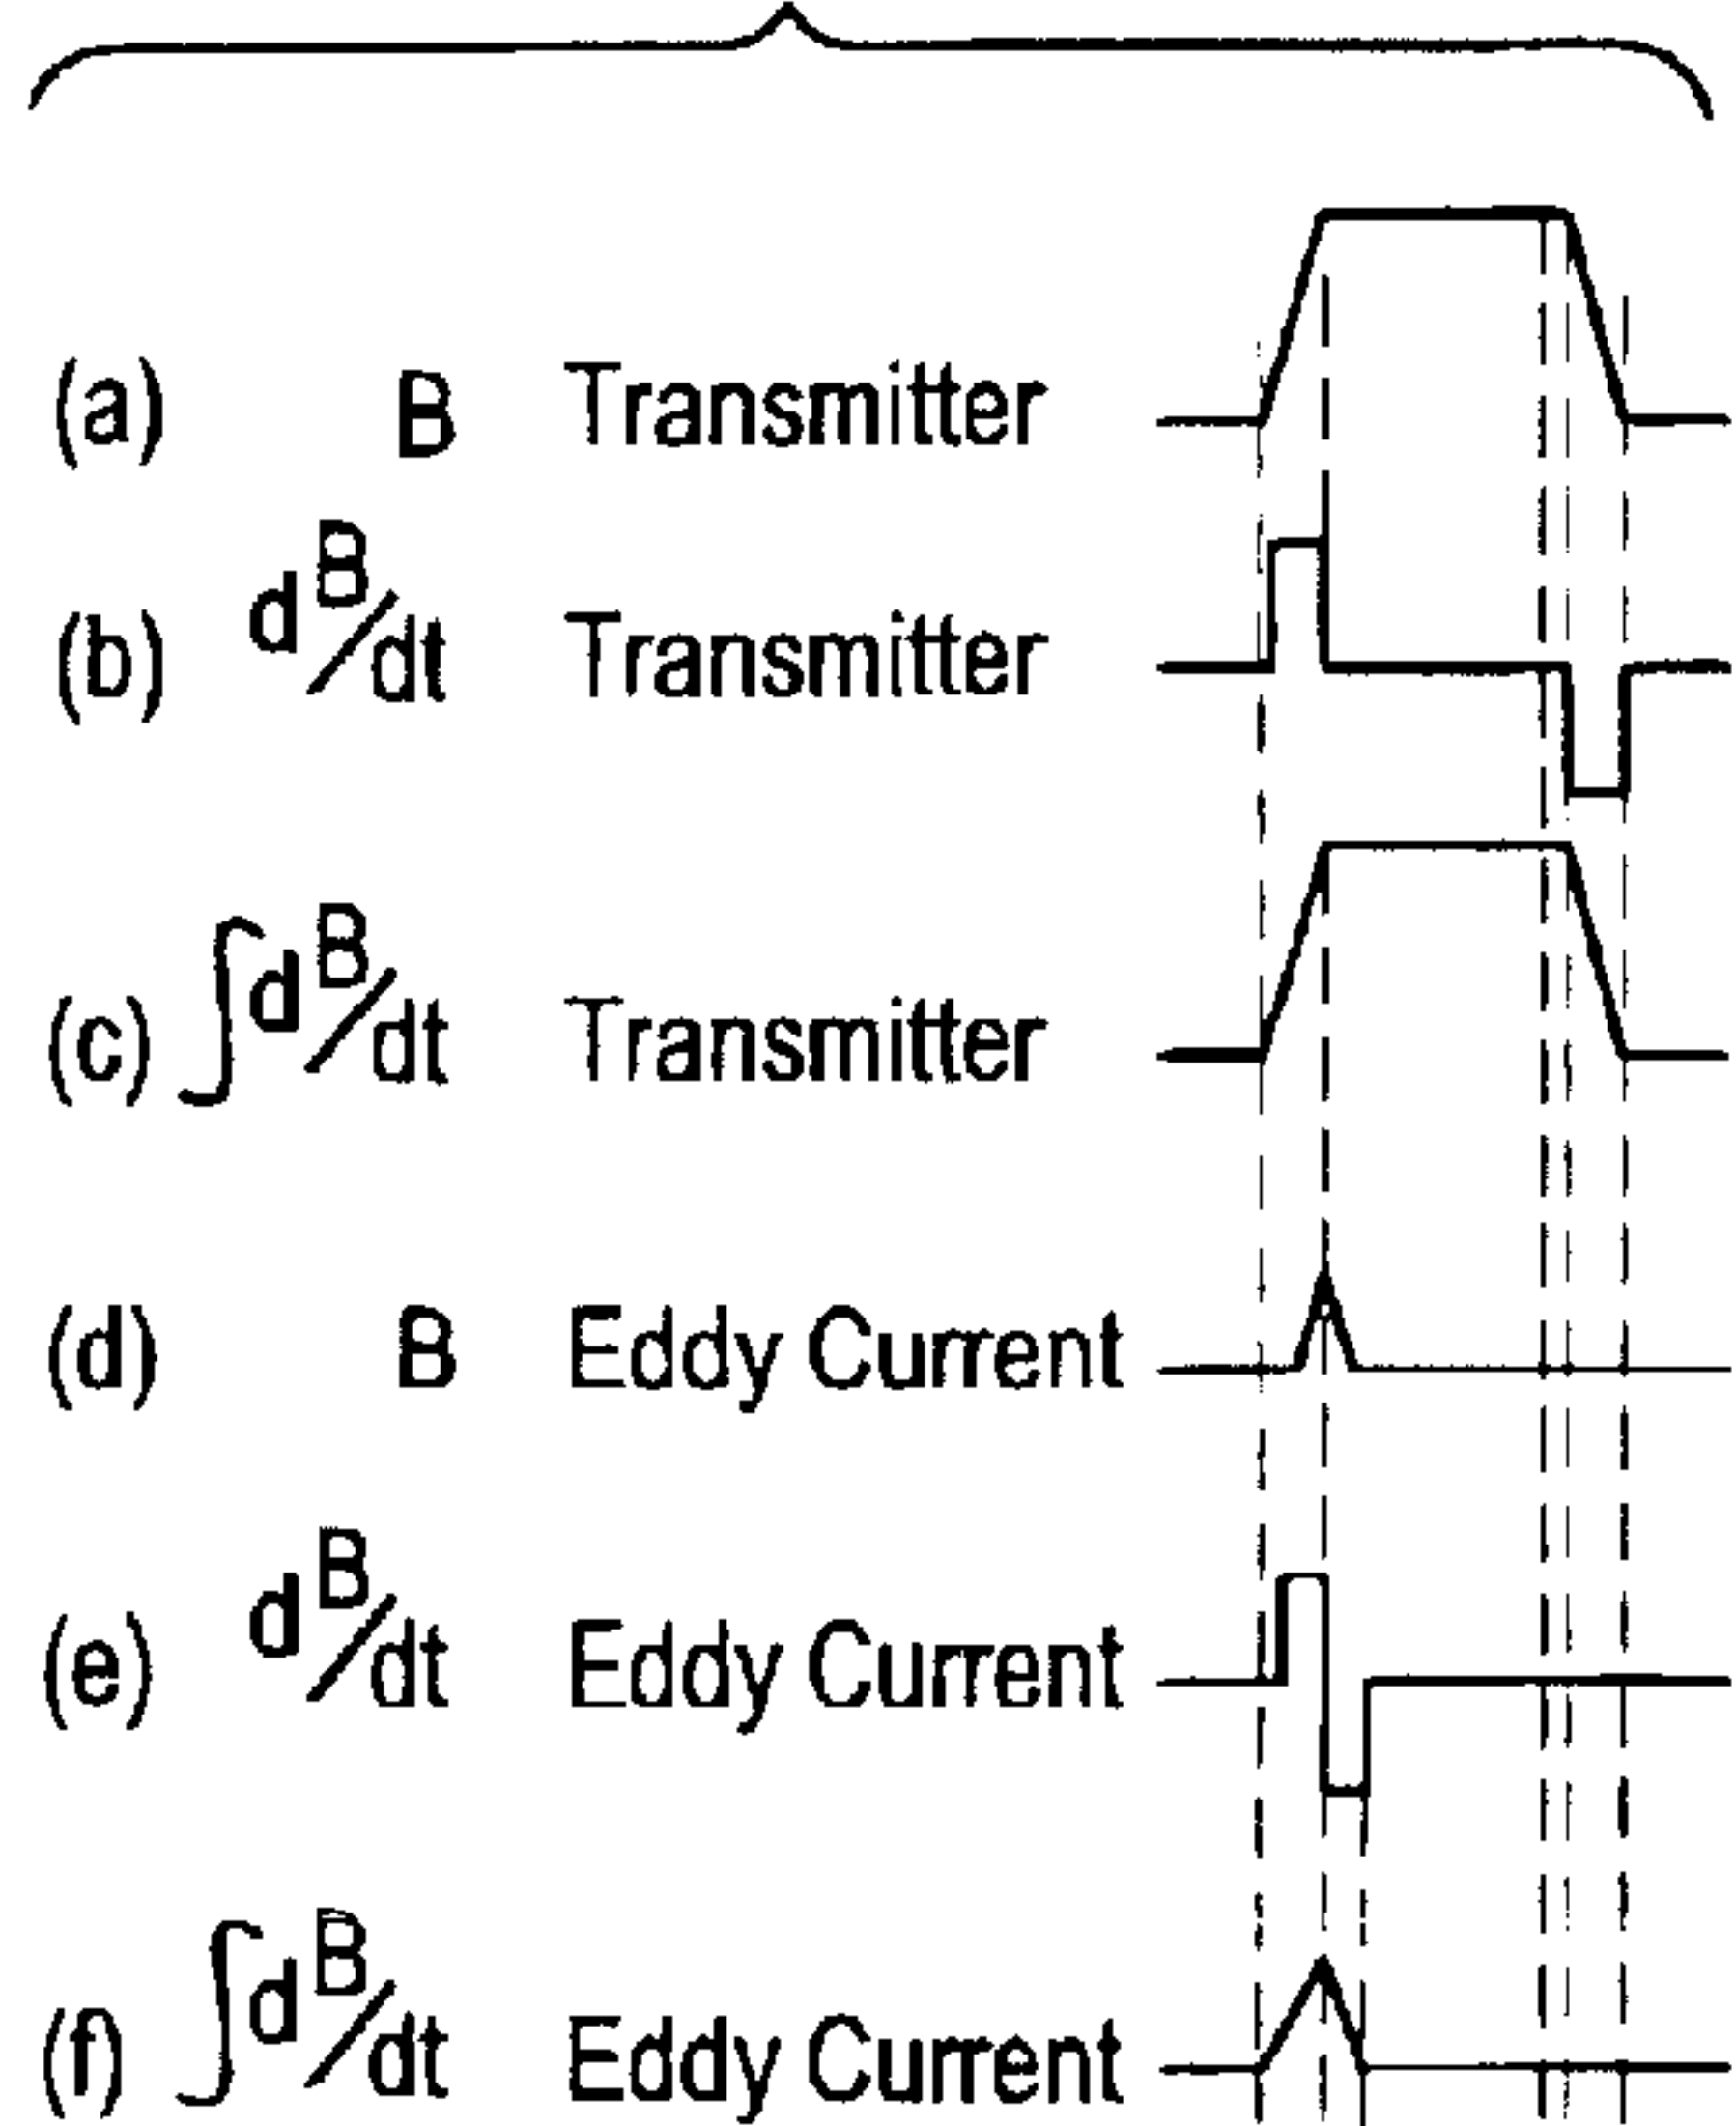 (a) B Transmitter
(b) dB/dt Transmitter
(c) ∫dB/dt Transmitter
(d) B Eddy Current
(e) dB/dt Eddy Current
(f) ∫dB/dt Eddy Current